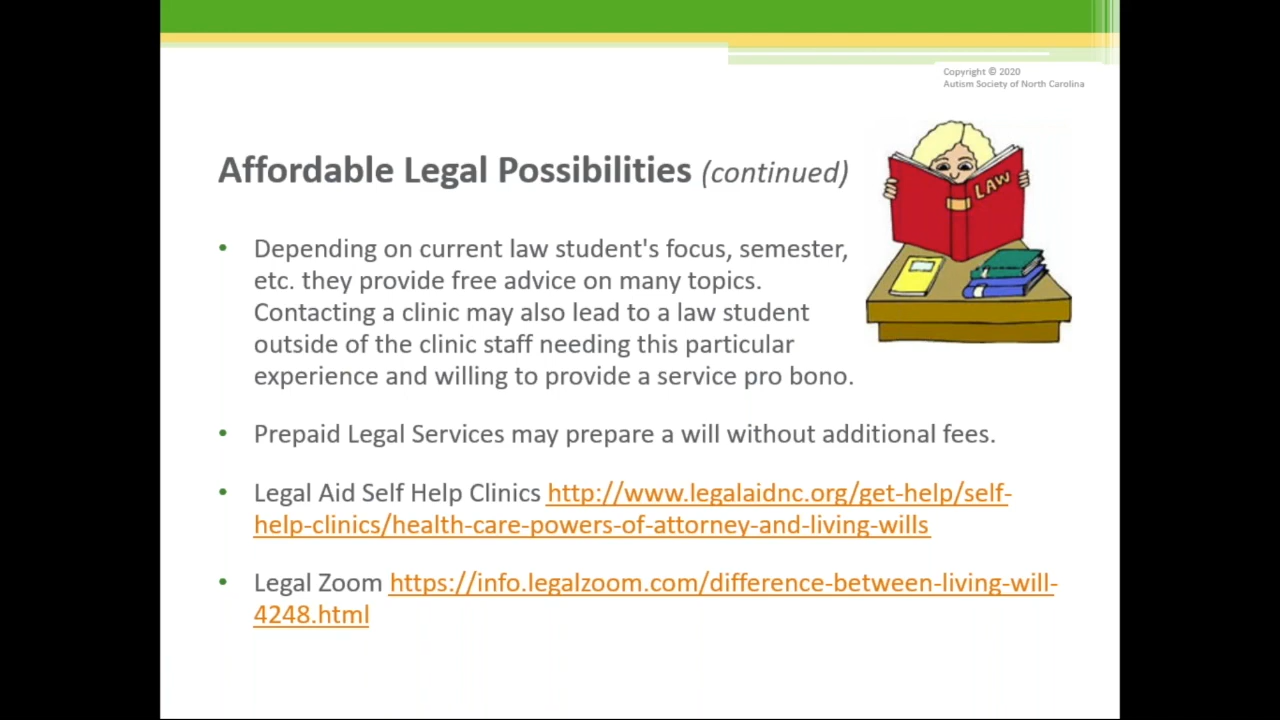 Copyright © 2020
Autism Society of North Carolina
Affordable Legal Possibilities (continued)
LAW
• Depending on current law student's focus, semester,
etc. they provide free advice on many topics.
Contacting a clinic may also lead to a law student
outside of the clinic staff needing this particular
experience and willing to provide a service pro bono.
• Prepaid Legal Services may prepare a will without additional fees.
• Legal Aid Self Help Clinics http://www.legalaidnc.org/get-help/self-
help-clinics/health-care-powers-of-attorney-and-living-wills
• Legal Zoom https://info.legalzoom.com/difference-between-living-will-
4248.html